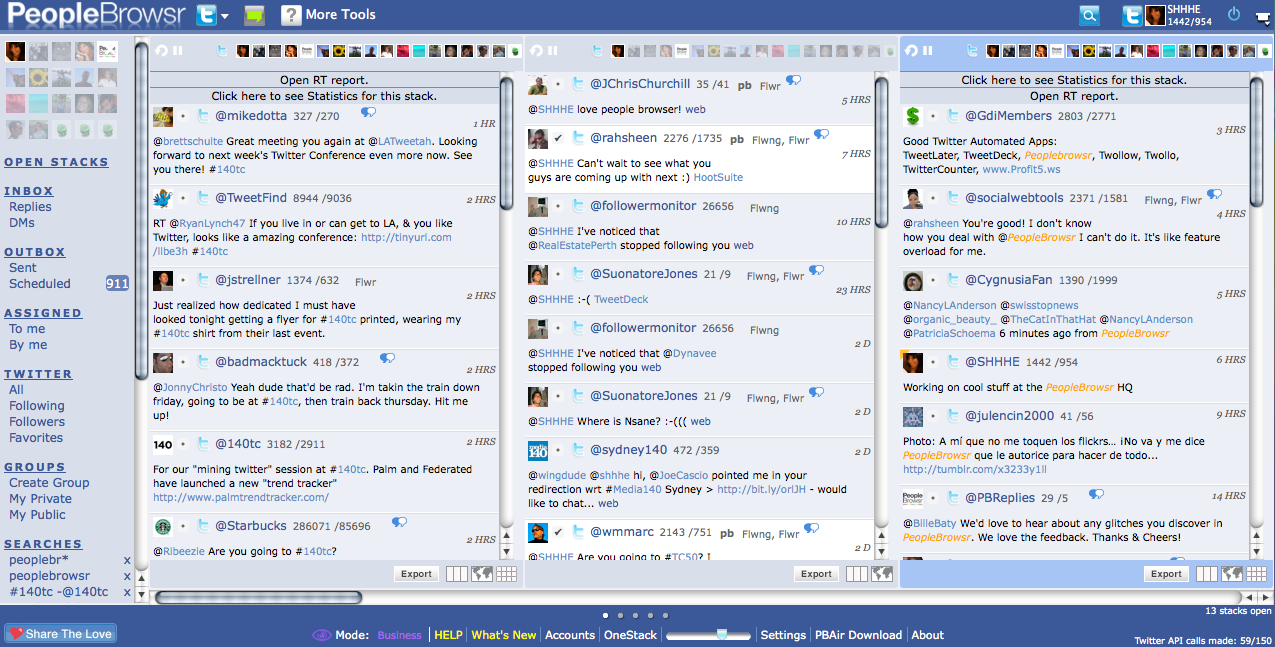 PeopleBrowsr
More Tools
SHHHE
1442/954
OPEN STACKS
INBOX
Replies
DMs
OUTBOX
Sent
Scheduled 911
ASSIGNED
To me
By me
TWITTER
All
Following
Followers
Favorites
GROUPS
Create Group
My Private
My Public
SEARCHES
peoplebr* x
peoplebrowsr x
#140tc -@140tc x
Open RT report.
Click here to see Statistics for this stack.
@mikedotta 327 /270
1 HR
@brettschulte Great meeting you again at @LATweetah. Looking
forward to next week's Twitter Conference even more now. See
you there! #140tc
@TweetFind 8944 /9036
2 HRS
RT @RyanLynch47 If you live in or can get to LA, & you like
Twitter, looks like a amazing conference: http://tinyurl.com
/llbe3h #140tc
@jstrellner 1374 /632 Flwr
2 HRS
Just realized how dedicated I must have
looked tonight getting a flyer for #140tc printed, wearing my
#140tc shirt from their last event.
@badmacktuck 418 /372
2 HRS
@JonnyChristo Yeah dude that'd be rad. I'm takin the train down
friday, going to be at #140tc, then train back thursday. Hit me
up!
140
@140tc 3182 /2911
2 HRS
For our "mining twitter" session at #140tc. Palm and Federated
have launched a new "trend tracker"
http://www.palmtrendtracker.com/
@Starbucks 286071 /85696
2 HRS
@Ribeezie Are you going to #140tc?
Export
@JChrisChurchill 35 /41 pb Flwr
5 HRS
@SHHHE love people browser! web
@rahsheen 2276 /1735 pb Flwng, Flwr
7 HRS
@SHHHE Can't wait to see what you
guys are coming up with next :) HootSuite
@followermonitor 26656 Flwng
10 HRS
@SHHHE I've noticed that
@RealEstatePerth stopped following you web
@SuonatoreJones 21 /9 Flwng, Flwr
23 HRS
@SHHHE :-( TweetDeck
@followermonitor 26656 Flwng
2 D
@SHHHE I've noticed that @Dynavee
stopped following you web
@SuonatoreJones 21 /9 Flwng, Flwr
2 D
@SHHHE Where is Nsane? :-((( web
media
140
@sydney140 472 /359
2 D
@wingdude @shhhe hi, @JoeCascio pointed me in your
redirection wrt #Media140 Sydney > http://bit.ly/orlJH - would
like to chat... web
@wmmarc 2143 /751 pb Flwng, Flwr
2 D
@SHHHE Are you going to #TC50? I
Export
Click here to see Statistics for this stack.
Open RT report.
@GdiMembers 2803 /2771
3 HRS
Good Twitter Automated Apps:
TweetLater, TweetDeck, Peoplebrowsr, Twollow, Twollo,
TwitterCounter, www.Profit5.ws
@socialwebtools 2371 /1581 Flwng, Flwr
4 HRS
@rahsheen You're good! I don't know
how you deal with @PeopleBrowsr I can't do it. It's like feature
overload for me.
@CygnusiaFan 1390 /1999
5 HRS
@NancyLAnderson @swisstopnews
@organic_beauty_ @TheCatInThatHat @NancyLAnderson
@PatriciaSchoema 6 minutes ago from PeopleBrowsr
@SHHHE 1442 /954
6 HRS
Working on cool stuff at the PeopleBrowsr HQ
@julencin2000 41 /56
9 HRS
Photo: A mí que no me toquen los flickrs... ¡No va y me dice
PeopleBrowsr que le autorice para hacer de todo...
http://tumblr.com/x3233y1ll
@PBReplies 29 /5
14 HRS
@BilleBaty We'd love to hear about any glitches you discover in
PeopleBrowsr. We love the feedback. Thanks & Cheers!
Export
13 stacks open
Share The Love
Mode: Business HELP What's New Accounts OneStack Settings PBAir Download About
Twitter API calls made: 59/150